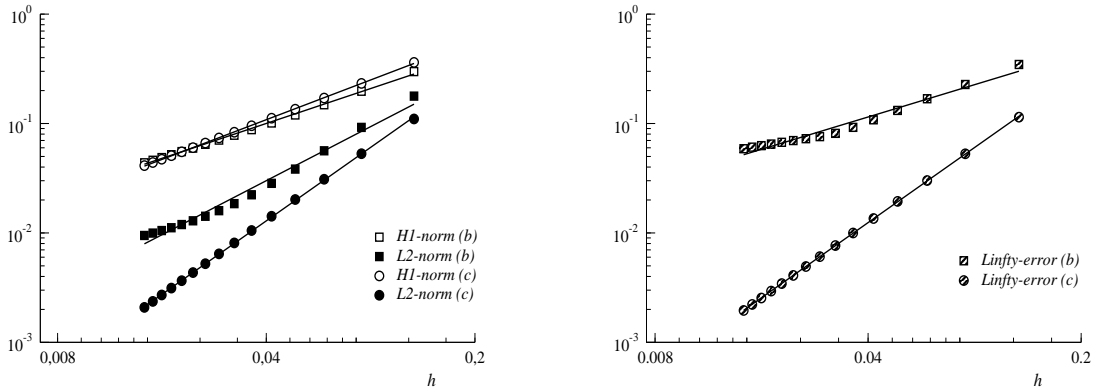 10^0
10^-1
10^-2
10^-3
0,008
0,04
0.2
h
H1-norm (b)
L2-norm (b)
H1-norm (c)
L2-norm (c)
10^0
10^-1
10^-2
10^-3
0.008
0.04
0.2
h
Linfty-error (b)
Linfty-error (c)